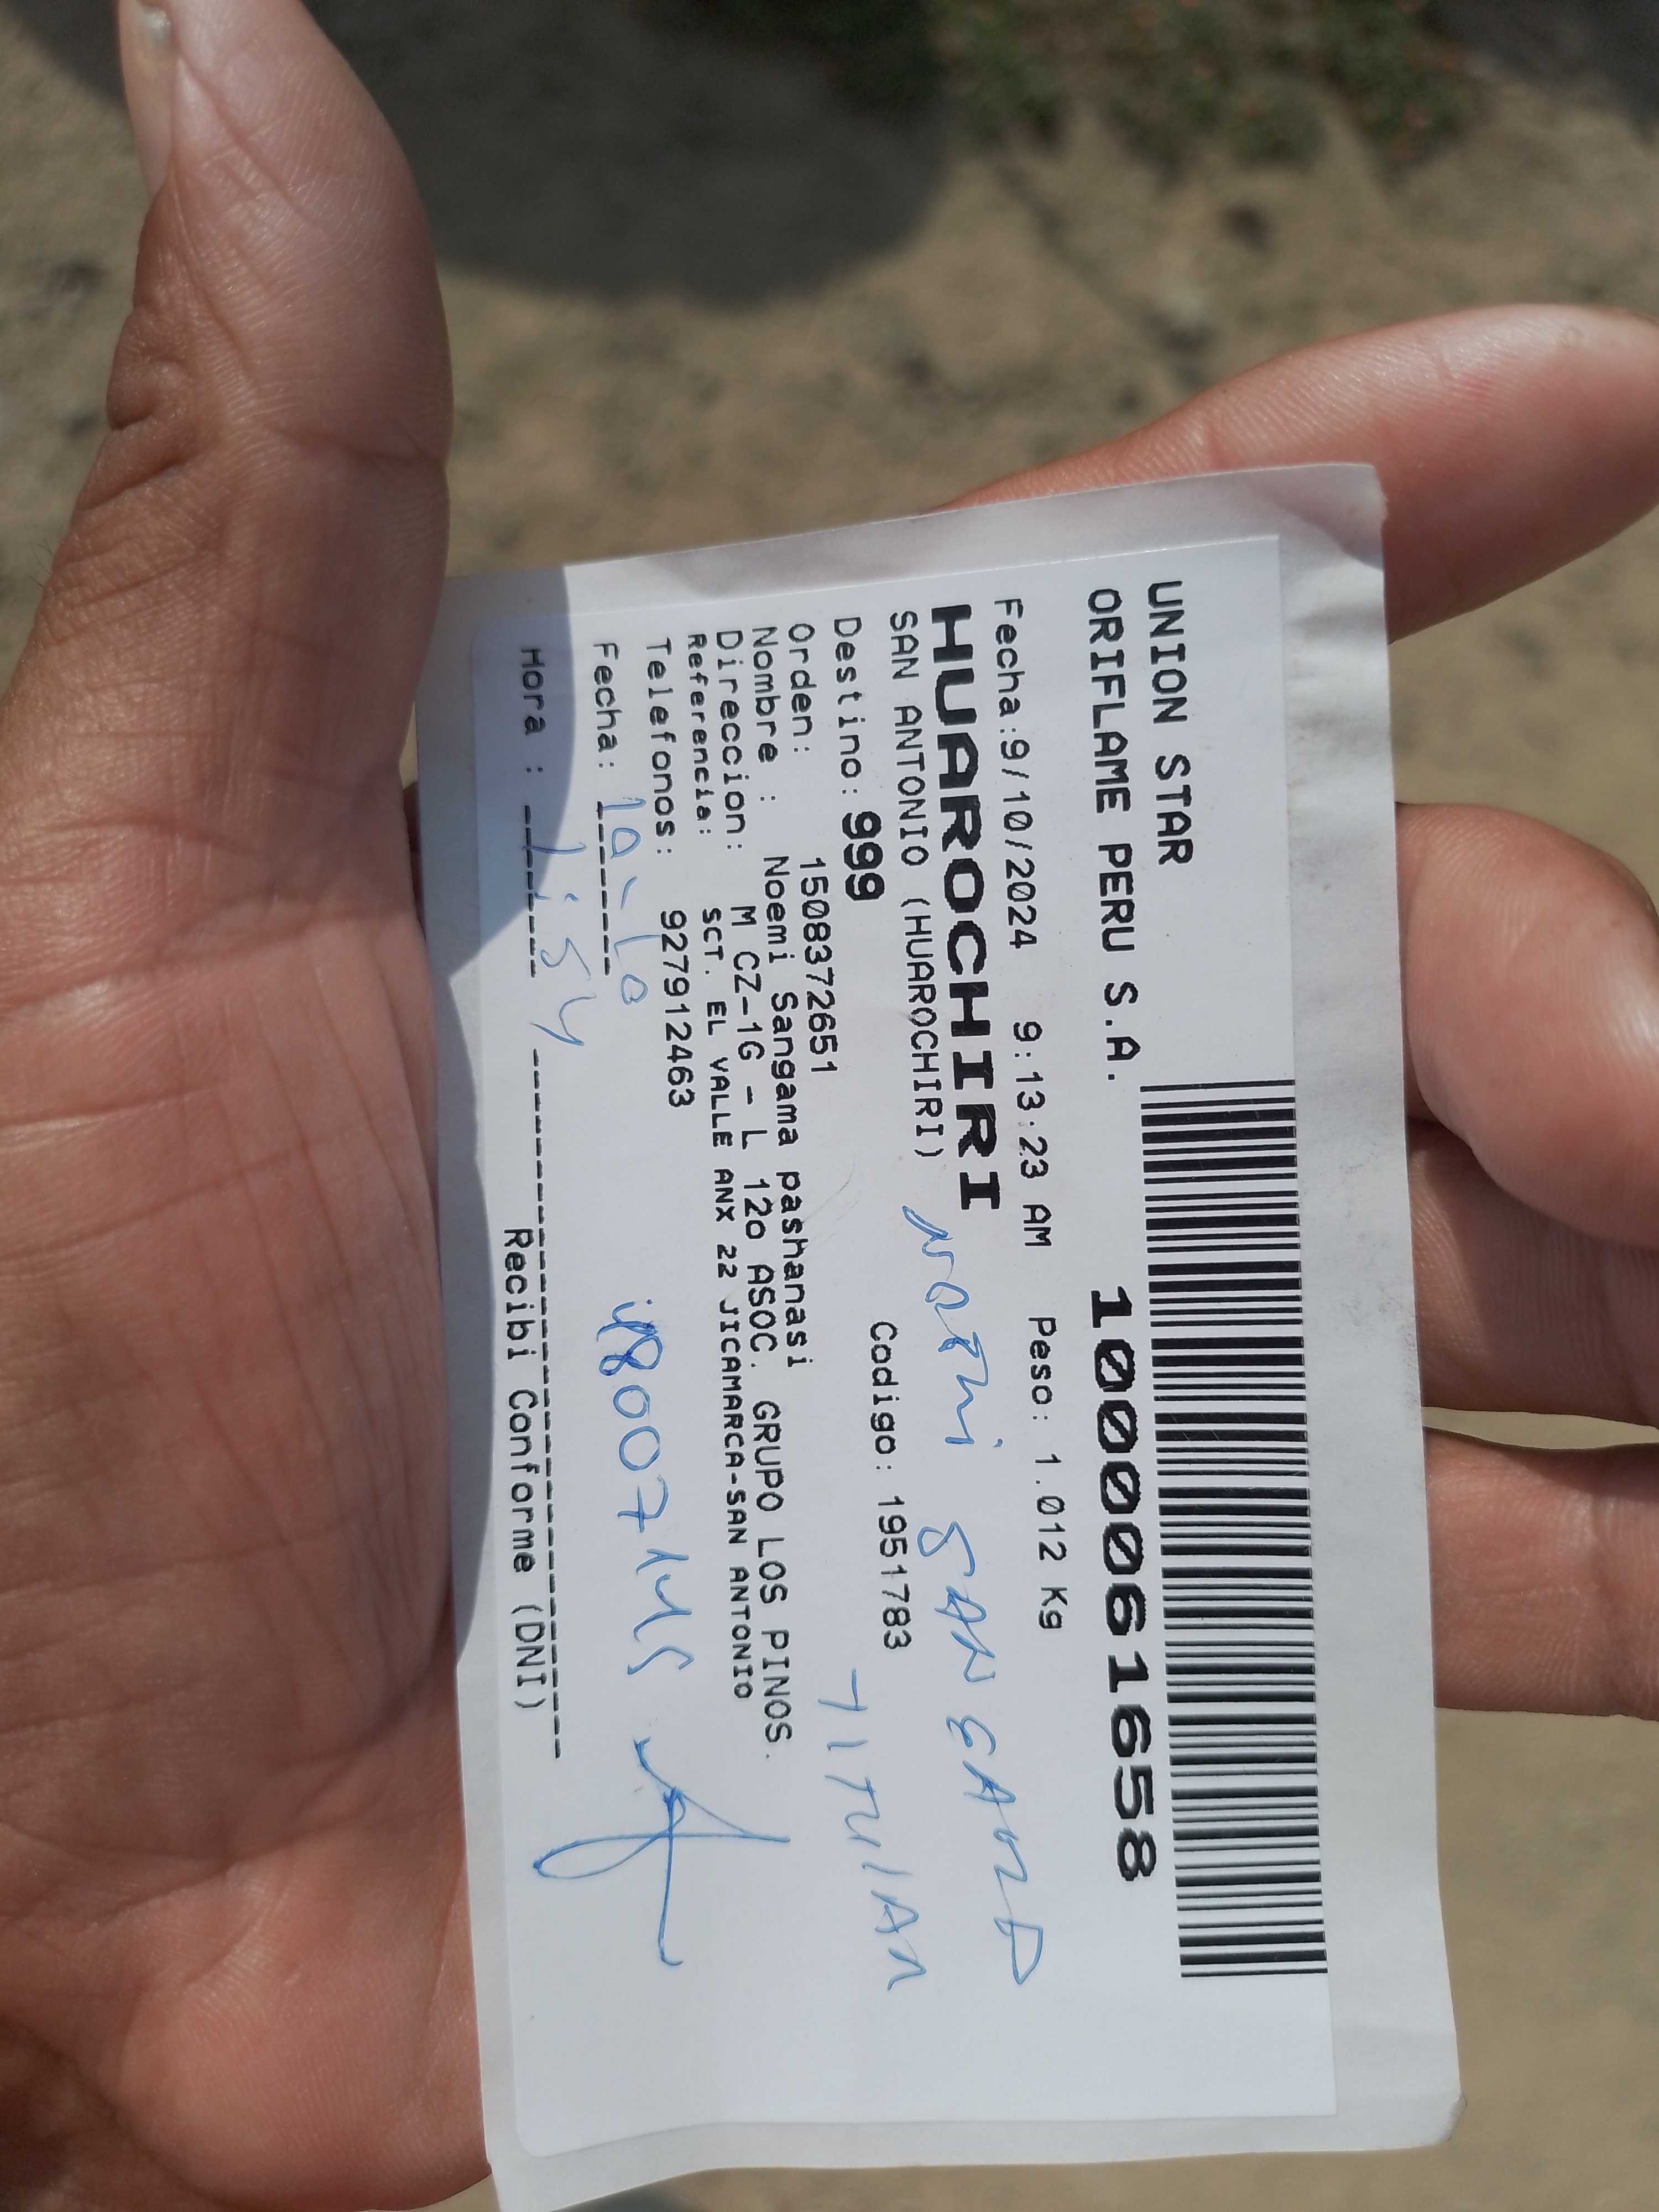 UNION STAR
ORIFLAME PERU S.A.
1000061658
Fecha:9/10/2024 9:13:23 AM Peso: 1.012 Kg
HUAROCHIRI
SAN ANTONIO (HUAROCHIRI)
NOEMI SANGAMA
Destino: 999 Codigo: 1951783
TITULAR
Orden: 1508372651
Nombre : Noemi Sangama pashanasi
Direccion: M CZ-1G - L 12o ASOC. GRUPO LOS PINOS.
Referencia: SCT. EL VALLE ANX 22 JICAMARCA-SAN ANTONIO
Telefonos: 927912463
Fecha: 10-10
Hora : 1:54
Recibi Conforme (DNI)